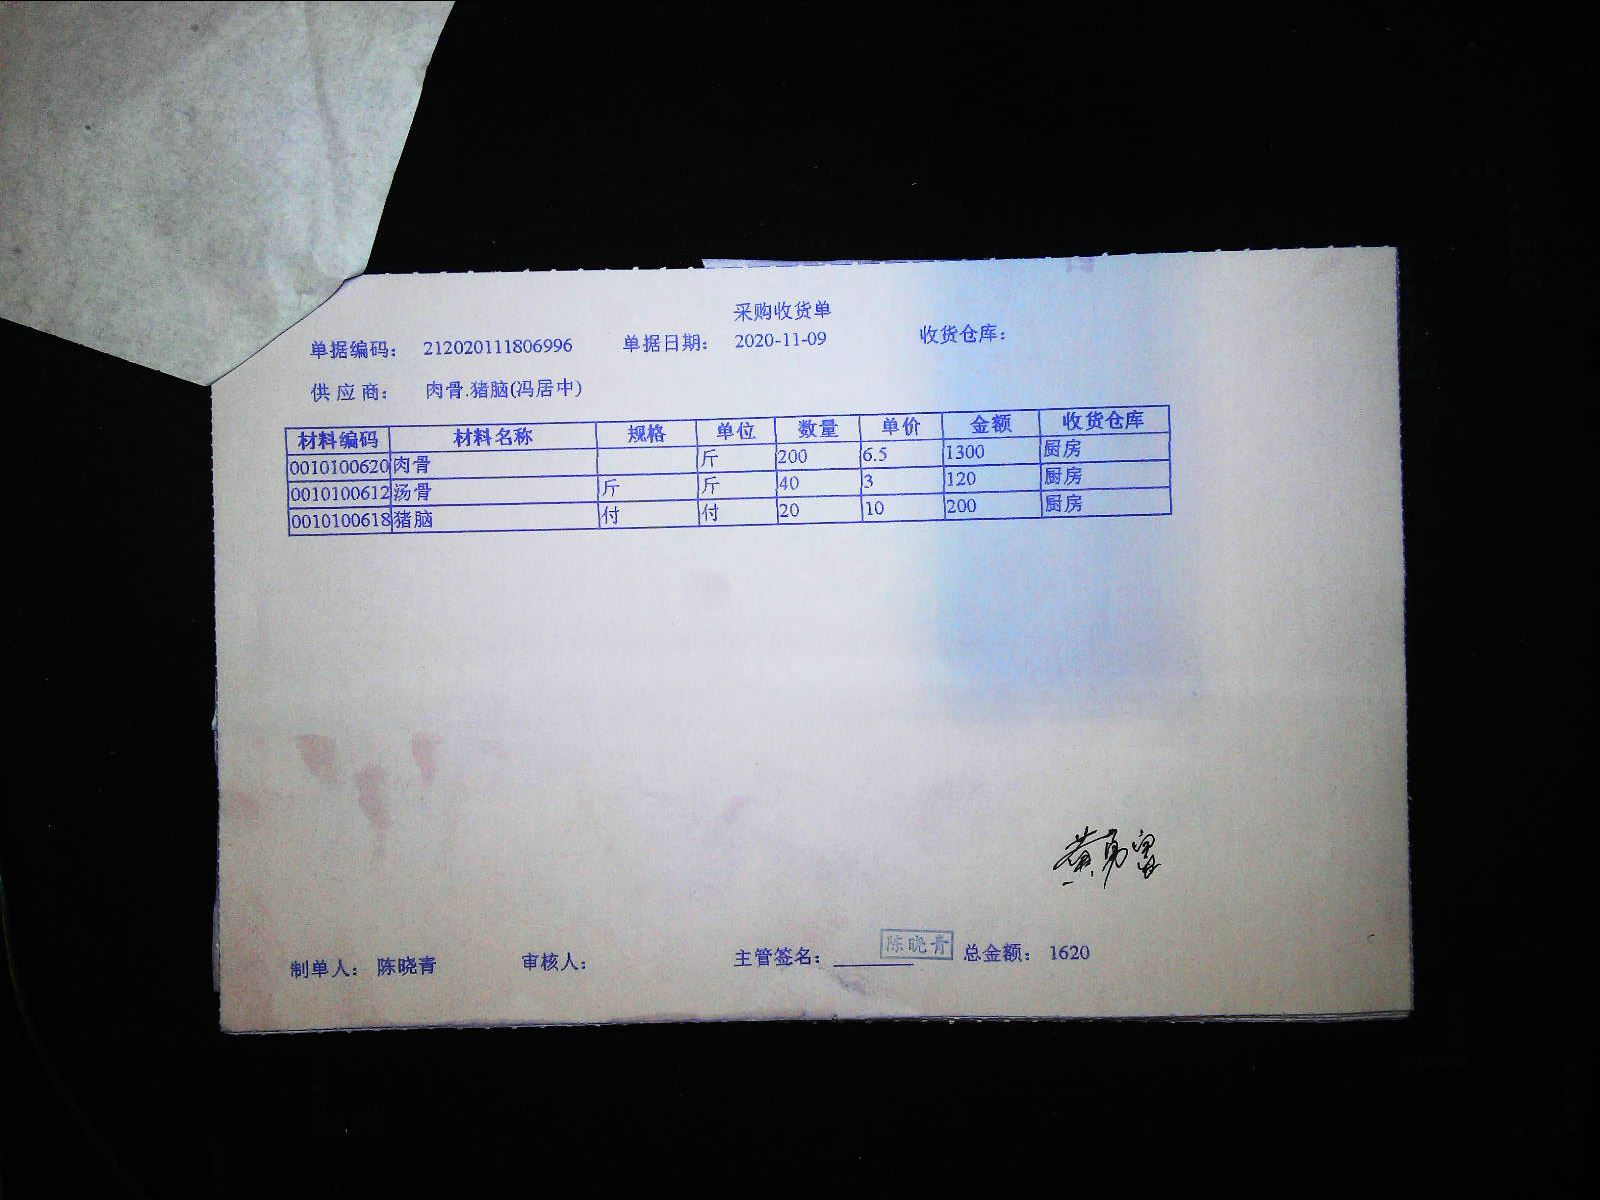 采购收货单
单据编码： 212020111806996 单据日期： 2020-11-09 收货仓库：
供 应 商： 肉骨.猪脑(冯居中)
材料编码 材料名称 规格 单位 数量 单价 金额 收货仓库
0010100620 肉骨 斤 200 6.5 1300 厨房
0010100612 汤骨 斤 斤 40 3 120 厨房
0010100618 猪脑 付 付 20 10 200 厨房
黄勇
陈晓青
制单人： 陈晓青 审核人： 主管签名： 总金额： 1620